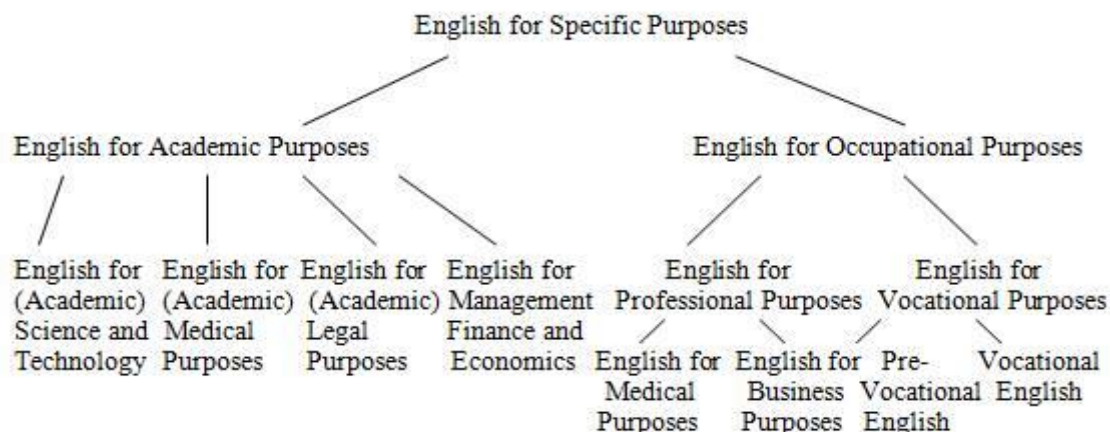 English for Specific Purposes
English for Academic Purposes
English for Occupational Purposes
English for
(Academic)
Science and
Technology
English for
(Academic)
Medical
Purposes
English for
(Academic)
Legal
Purposes
English for
Management
Finance and
Economics
English for
Professional Purposes
English for
Vocational Purposes
English for
Medical
Purposes
English for
Business
Purposes
Pre-
Vocational
English
Vocational
English